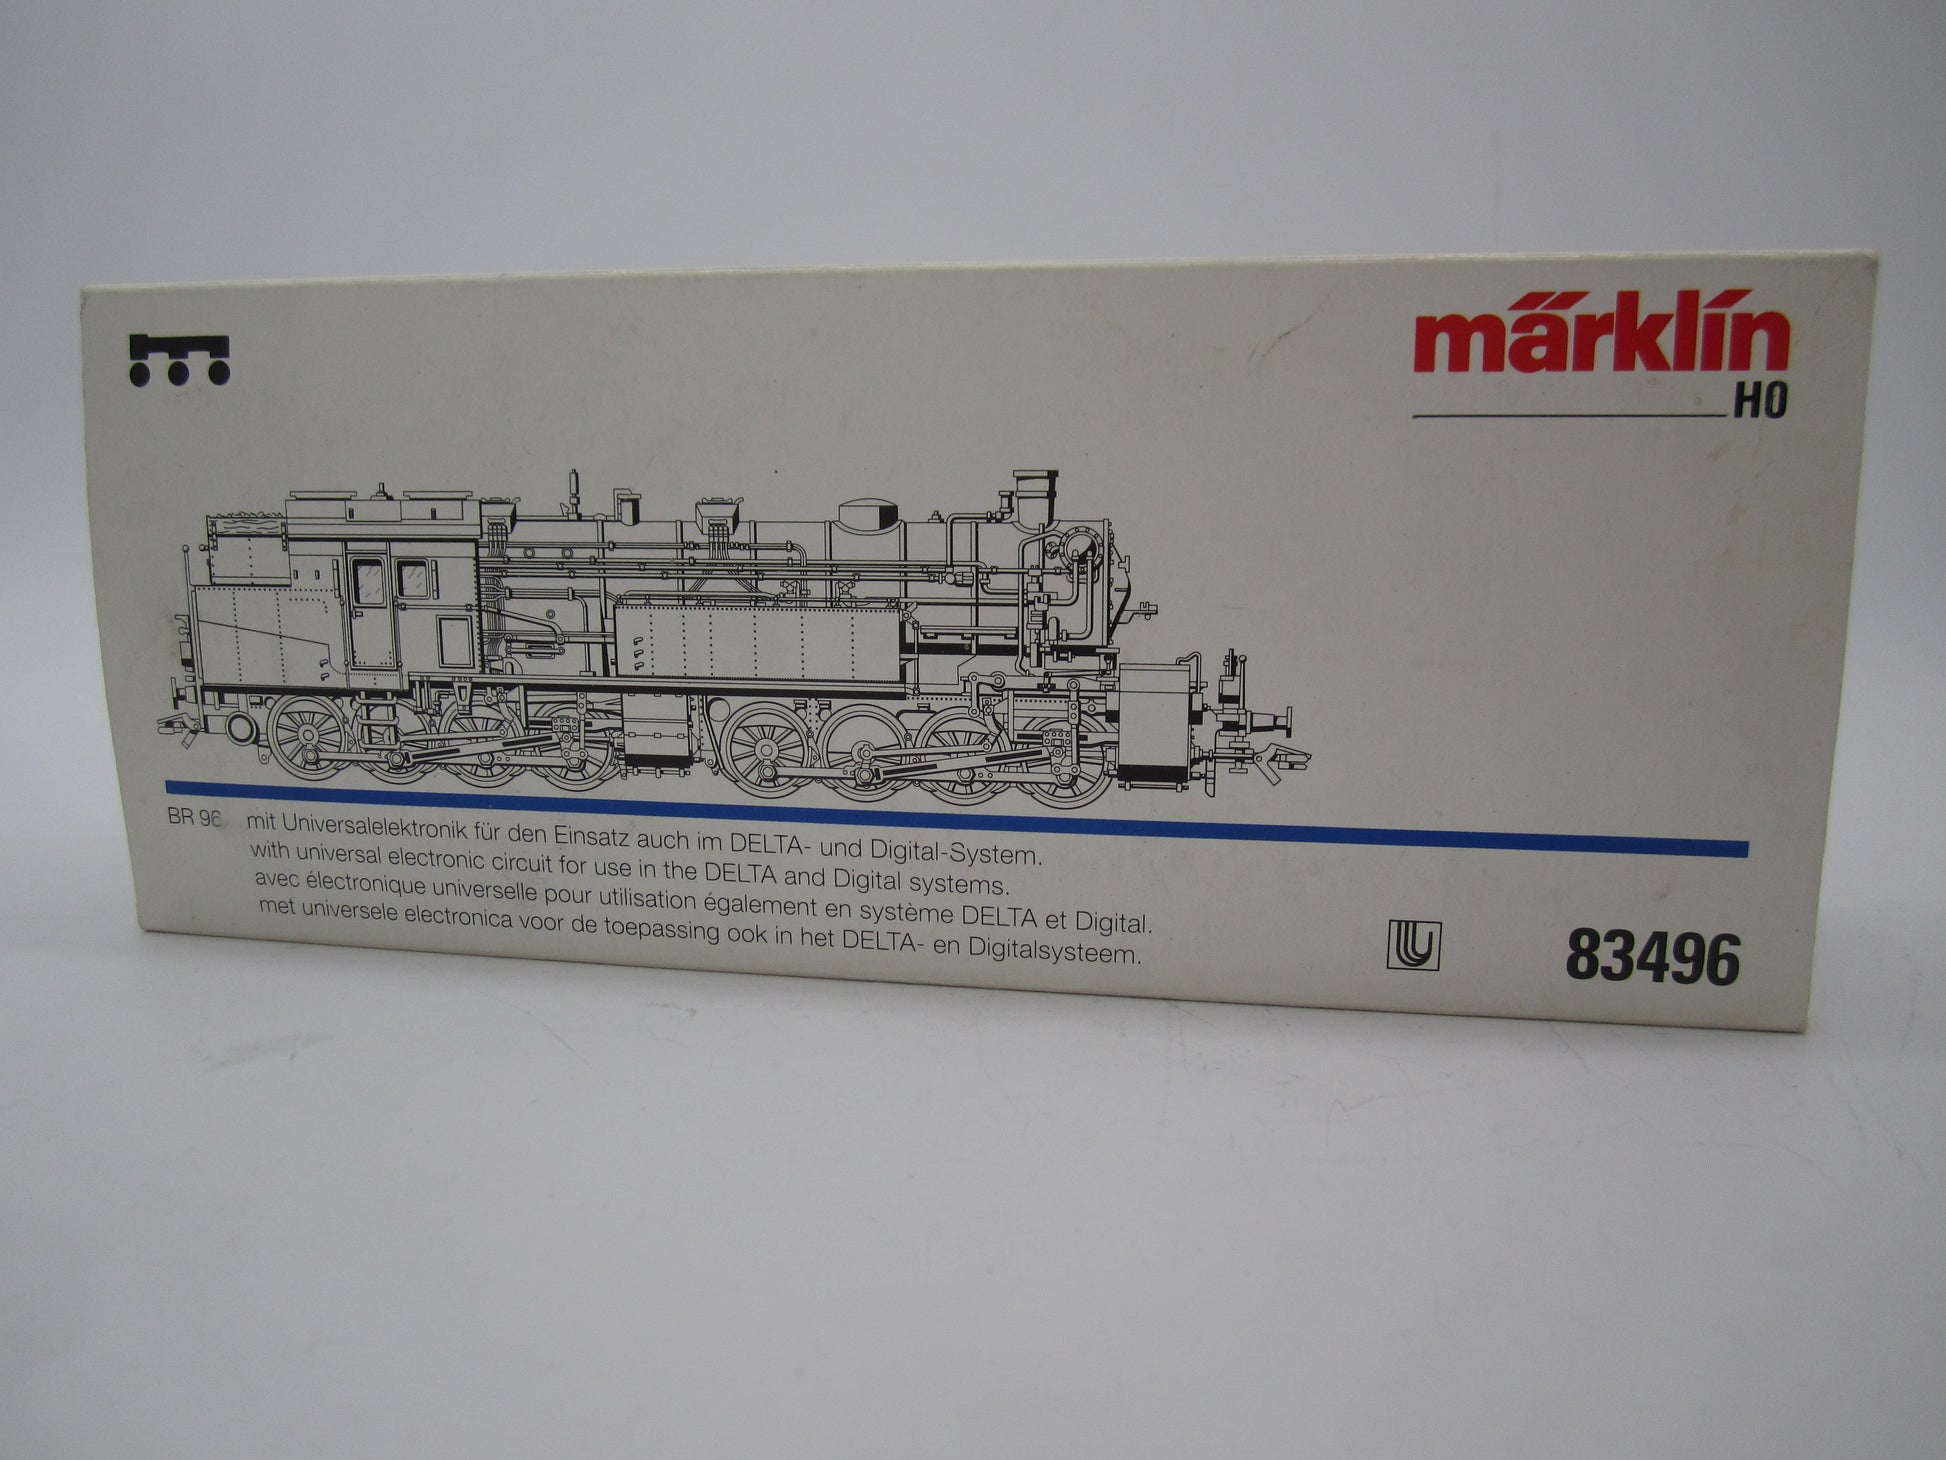 märklin
H0
BR 96 mit Universalelektronik für den Einsatz auch im DELTA- und Digital-System.
with universal electronic circuit for use in the DELTA and Digital systems.
avec électronique universelle pour utilisation également en système DELTA et Digital.
met universele electronica voor de toepassing ook in het DELTA- en Digitalsysteem.
83496